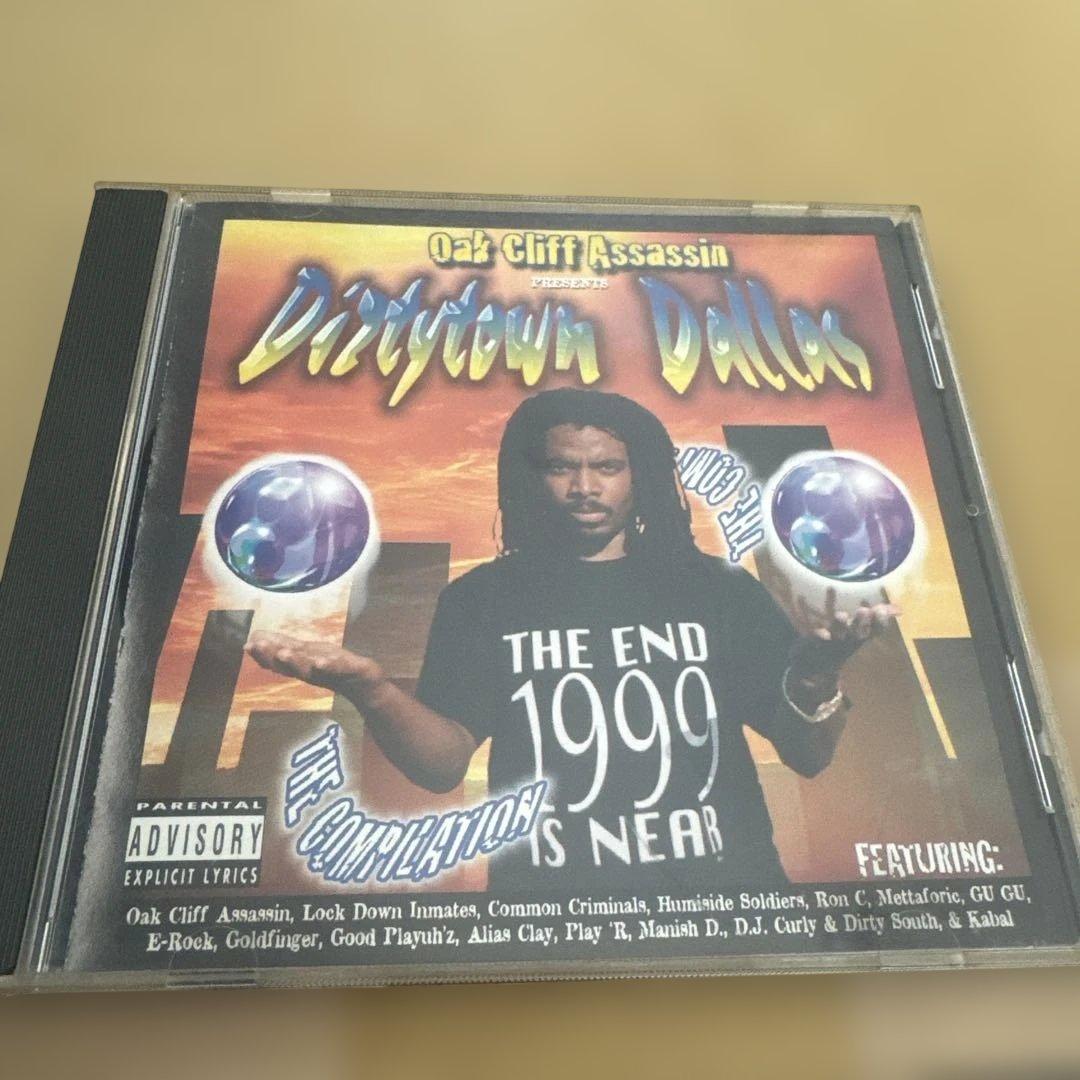 Oak Cliff Assassin
PRESENTS
Dirtytown Dallas
THE COMPI
THE END
1999
IS NEAR
THE COMPILATION
PARENTAL
ADVISORY
EXPLICIT LYRICS
FEATURING:
Oak Cliff Assassin, Lock Down Inmates, Common Criminals, Humiside Soldiers, Ron C, Mettaforic, GU GU,
E-Rock, Goldfinger, Good Playuh'z, Alias Clay, Play 'R, Manish D., D.J. Curly & Dirty South, & Kabal